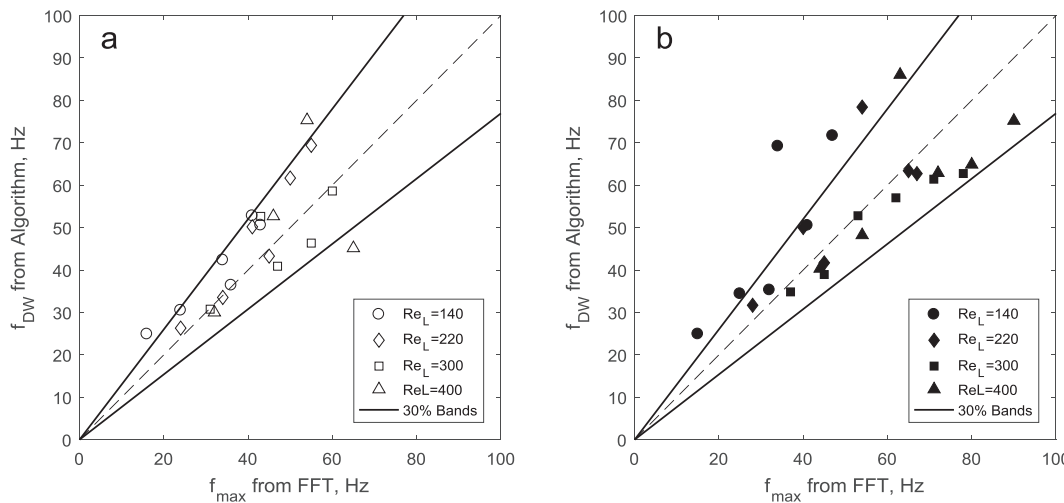 a
100
90
80
70
60
50
40
30
20
10
0
0
20
40
60
80
100
f_DW from Algorithm, Hz
f_max from FFT, Hz
Re_L=140
Re_L=220
Re_L=300
ReL=400
30% Bands
b
100
90
80
70
60
50
40
30
20
10
0
0
20
40
60
80
100
f_DW from Algorithm, Hz
f_max from FFT, Hz
Re_L=140
Re_L=220
Re_L=300
ReL=400
30% Bands